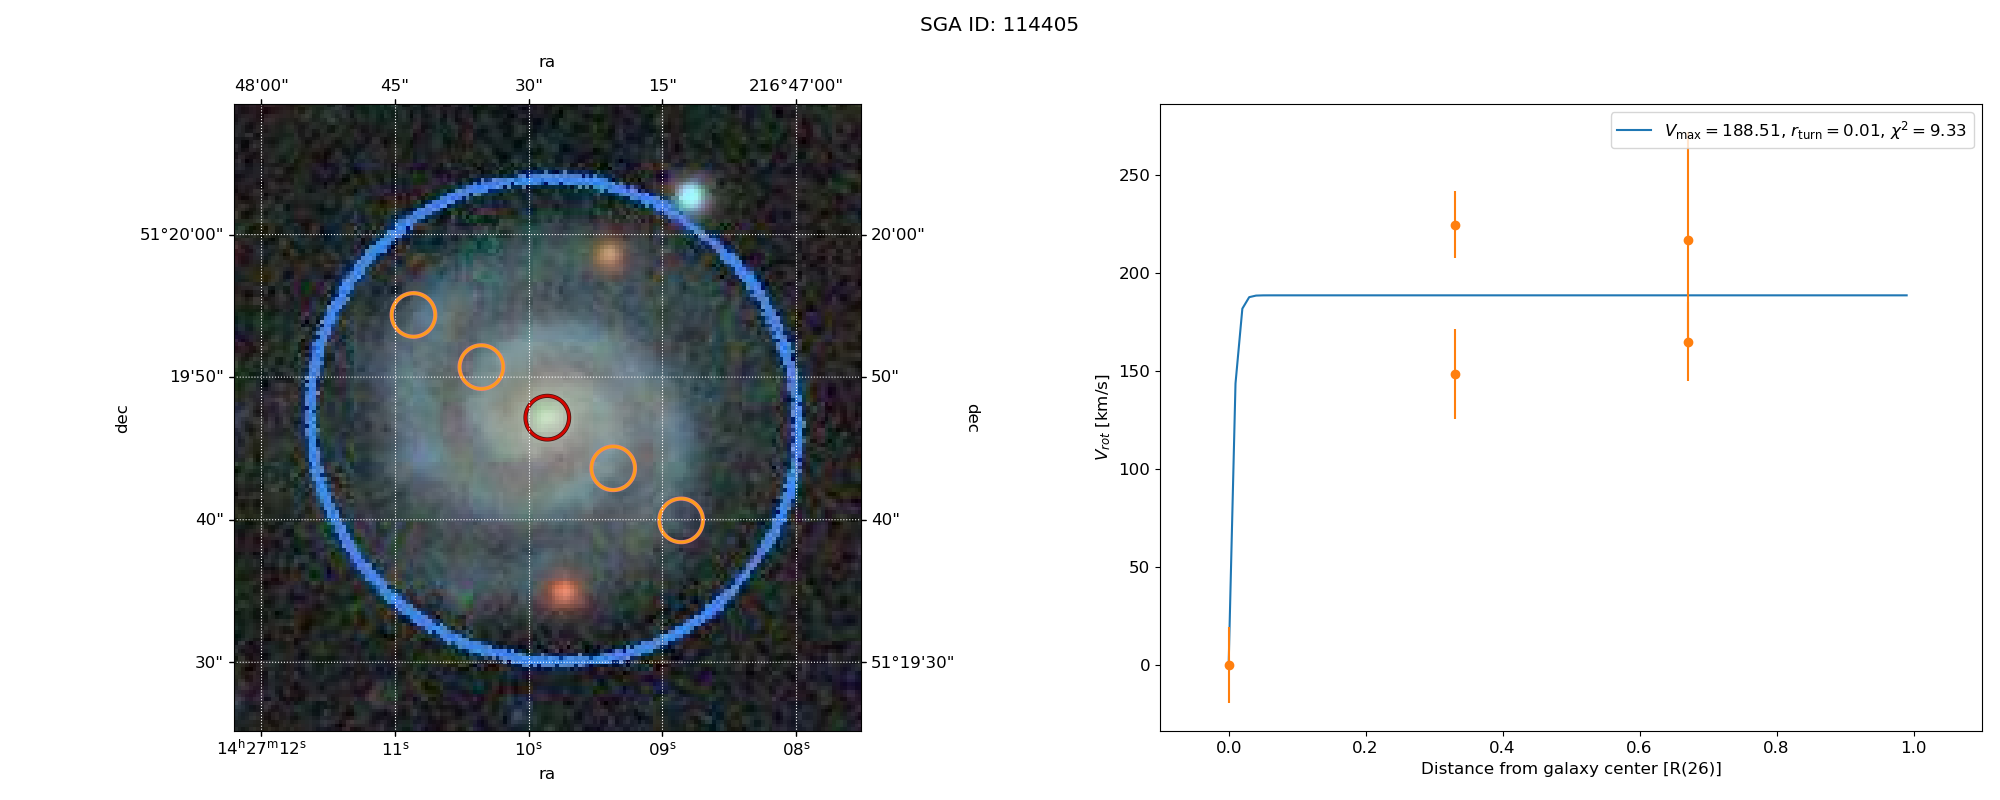 SGA ID: 114405
ra
48'00" 45" 30" 15" 216°47'00"
51°20'00" 20'00"
19'50" 50"
dec dec
40" 40"
30" 51°19'30"
14ʰ27ᵐ12ˢ 11ˢ 10ˢ 09ˢ 08ˢ
ra
Vmax = 188.51, rturn = 0.01, χ² = 9.33
250
200
150
Vrot [km/s]
100
50
0
0.0 0.2 0.4 0.6 0.8 1.0
Distance from galaxy center [R(26)]